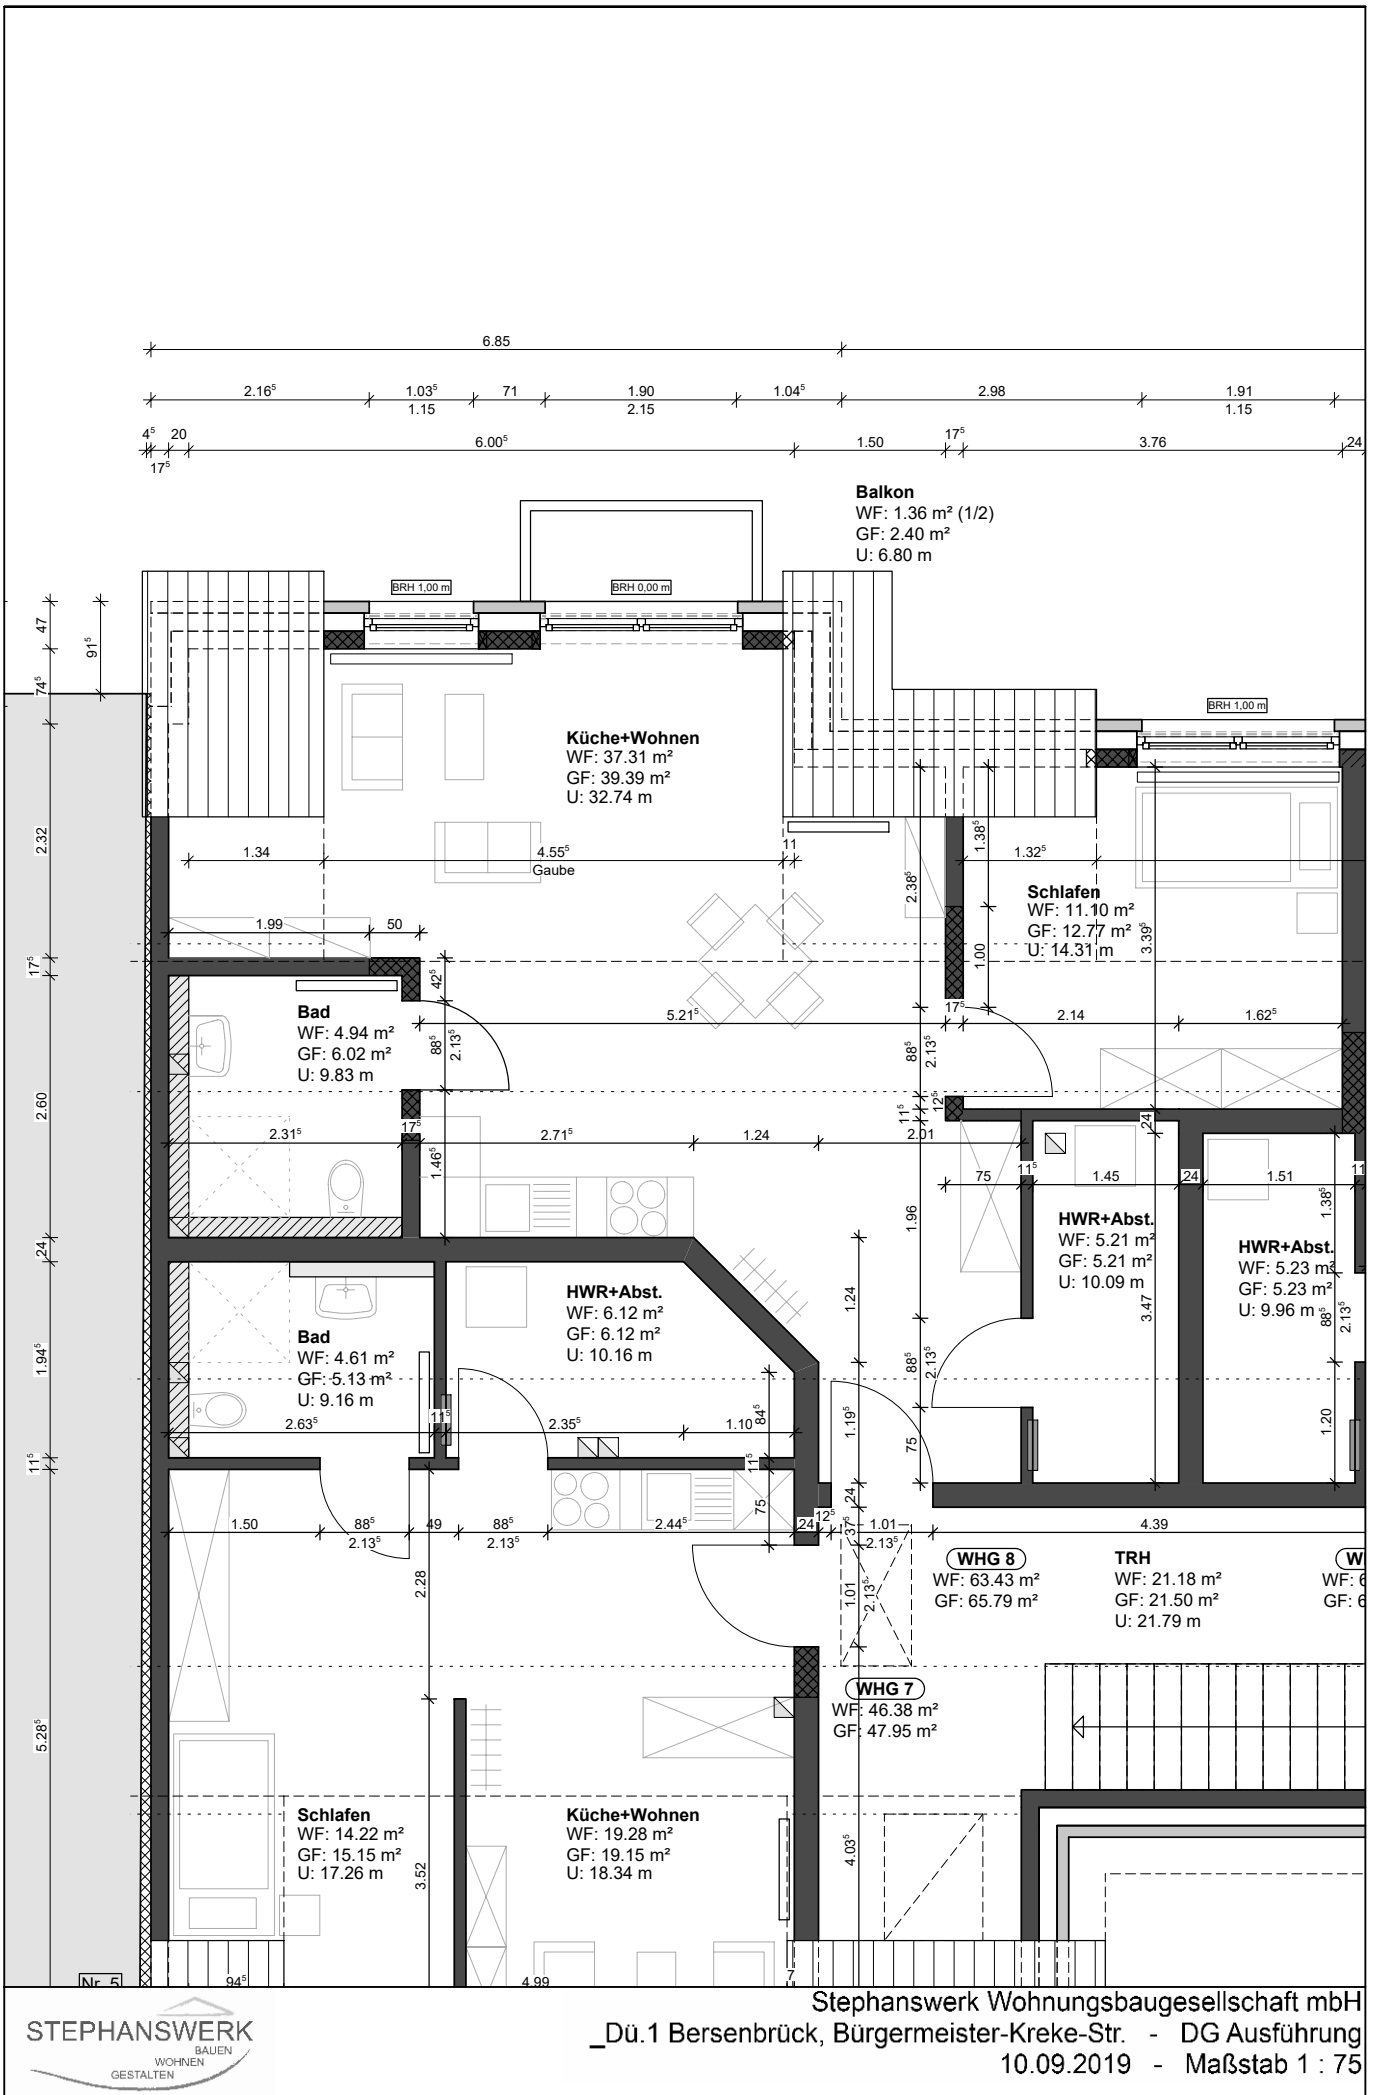 6.85
2.16⁵ 1.03⁵ 71 1.90 1.04⁵ 2.98 1.91
1.15 2.15 1.15
4⁵ 20 6.00⁵ 1.50 17⁵ 3.76 24
17⁵
Balkon
WF: 1.36 m² (1/2)
GF: 2.40 m²
U: 6.80 m
BRH 1,00 m
BRH 0,00 m
47
91⁵
74⁵
BRH 1,00 m
Küche+Wohnen
WF: 37.31 m²
GF: 39.39 m²
U: 32.74 m
2.32
1.34 4.55⁵ 11
Gaube
1.38⁵
1.32⁵
2.38⁵
Schlafen
WF: 11.10 m²
GF: 12.77 m²
U: 14.31 m
3.39⁵
1.99 50
1.00
17⁵
42⁵
Bad
WF: 4.94 m²
GF: 6.02 m²
U: 9.83 m
5.21⁵ 17⁵ 2.14 1.62⁵
88⁵
2.13⁵
88⁵
2.13⁵
2.60
11⁵
12⁵
24
2.31⁵ 17⁵ 2.71⁵ 1.24 2.01
1.46⁵
75 11⁵ 1.45 24 1.51 11
1.38⁵
1.96
HWR+Abst.
WF: 5.21 m²
GF: 5.21 m²
U: 10.09 m
HWR+Abst.
WF: 5.23 m²
GF: 5.23 m²
U: 9.96 m
24
1.24
3.47
88⁵
2.13⁵
HWR+Abst.
WF: 6.12 m²
GF: 6.12 m²
U: 10.16 m
Bad
WF: 4.61 m²
GF: 5.13 m²
U: 9.16 m
1.94⁵
88⁵
2.13⁵
84⁵
1.19⁵
1.20
2.63⁵ 11⁵ 2.35⁵ 1.10
75
11⁵
11⁵
75
24
1.50 88⁵ 49 88⁵ 2.44⁵ 24 12⁵ 37⁵ 1.01 4.39
2.13⁵ 2.13⁵ 2.13⁵
2.28
1.01
2.13⁵
WHG 8
WF: 63.43 m²
GF: 65.79 m²
TRH
WF: 21.18 m²
GF: 21.50 m²
U: 21.79 m
W
WF: 6
GF: 6
WHG 7
WF: 46.38 m²
GF: 47.95 m²
5.28⁵
Schlafen
WF: 14.22 m²
GF: 15.15 m²
U: 17.26 m
3.52
Küche+Wohnen
WF: 19.28 m²
GF: 19.15 m²
U: 18.34 m
4.03⁵
Nr. 5 94⁵ 4.99 7
STEPHANSWERK
BAUEN
WOHNEN
GESTALTEN
Stephanswerk Wohnungsbaugesellschaft mbH
_Dü.1 Bersenbrück, Bürgermeister-Kreke-Str. - DG Ausführung
10.09.2019 - Maßstab 1 : 75